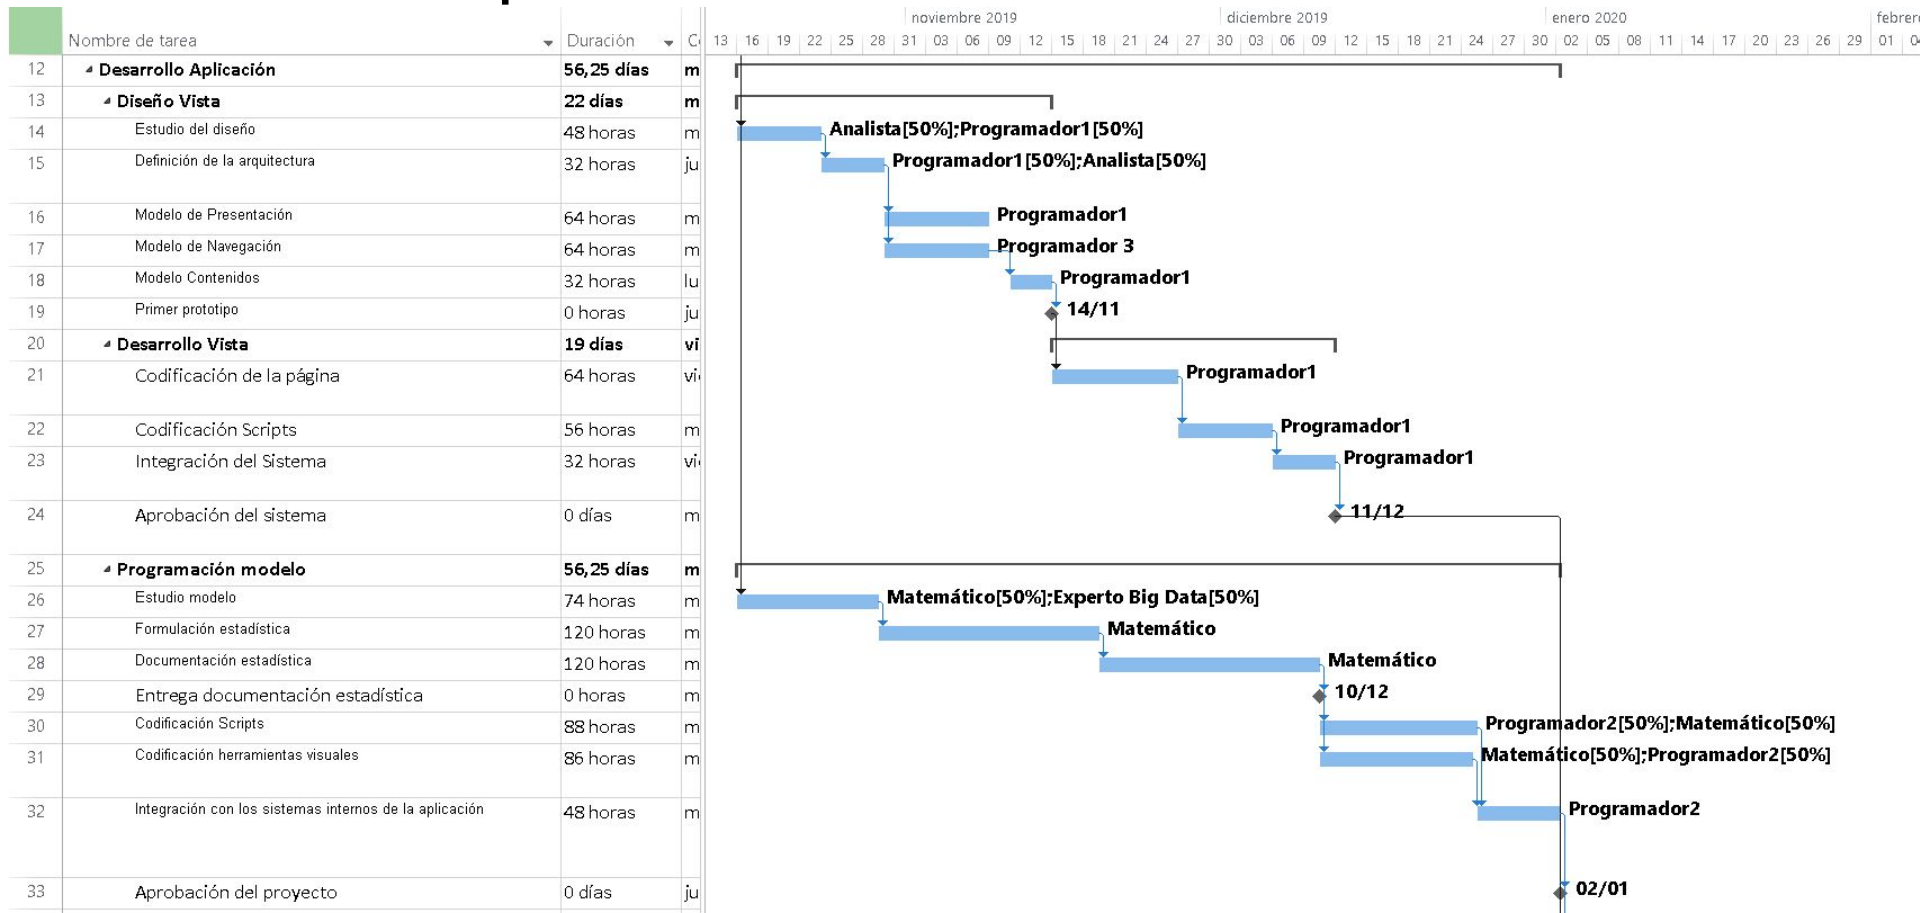 noviembre 2019 diciembre 2019 enero 2020 febrero
Nombre de tarea Duración 13 16 19 22 25 28 31 03 06 09 12 15 18 21 24 27 30 03 06 09 12 15 18 21 24 27 30 02 05 08 11 14 17 20 23 26 29 01 04
12 Desarrollo Aplicación 56,25 días m
13 Diseño Vista 22 días m
14 Estudio del diseño 48 horas m Analista[50%];Programador1[50%]
15 Definición de la arquitectura 32 horas ju Programador1[50%];Analista[50%]
16 Modelo de Presentación 64 horas m Programador1
17 Modelo de Navegación 64 horas m Programador 3
18 Modelo Contenidos 32 horas lu Programador1
19 Primer prototipo 0 horas ju 14/11
20 Desarrollo Vista 19 días vi
21 Codificación de la página 64 horas vi Programador1
22 Codificación Scripts 56 horas m Programador1
23 Integración del Sistema 32 horas vi Programador1
24 Aprobación del sistema 0 días m 11/12
25 Programación modelo 56,25 días m
26 Estudio modelo 74 horas m Matemático[50%];Experto Big Data[50%]
27 Formulación estadística 120 horas m Matemático
28 Documentación estadística 120 horas m Matemático
29 Entrega documentación estadística 0 horas m 10/12
30 Codificación Scripts 88 horas m Programador2[50%];Matemático[50%]
31 Codificación herramientas visuales 86 horas m Matemático[50%];Programador2[50%]
32 Integración con los sistemas internos de la aplicación 48 horas m Programador2
33 Aprobación del proyecto 0 días ju 02/01